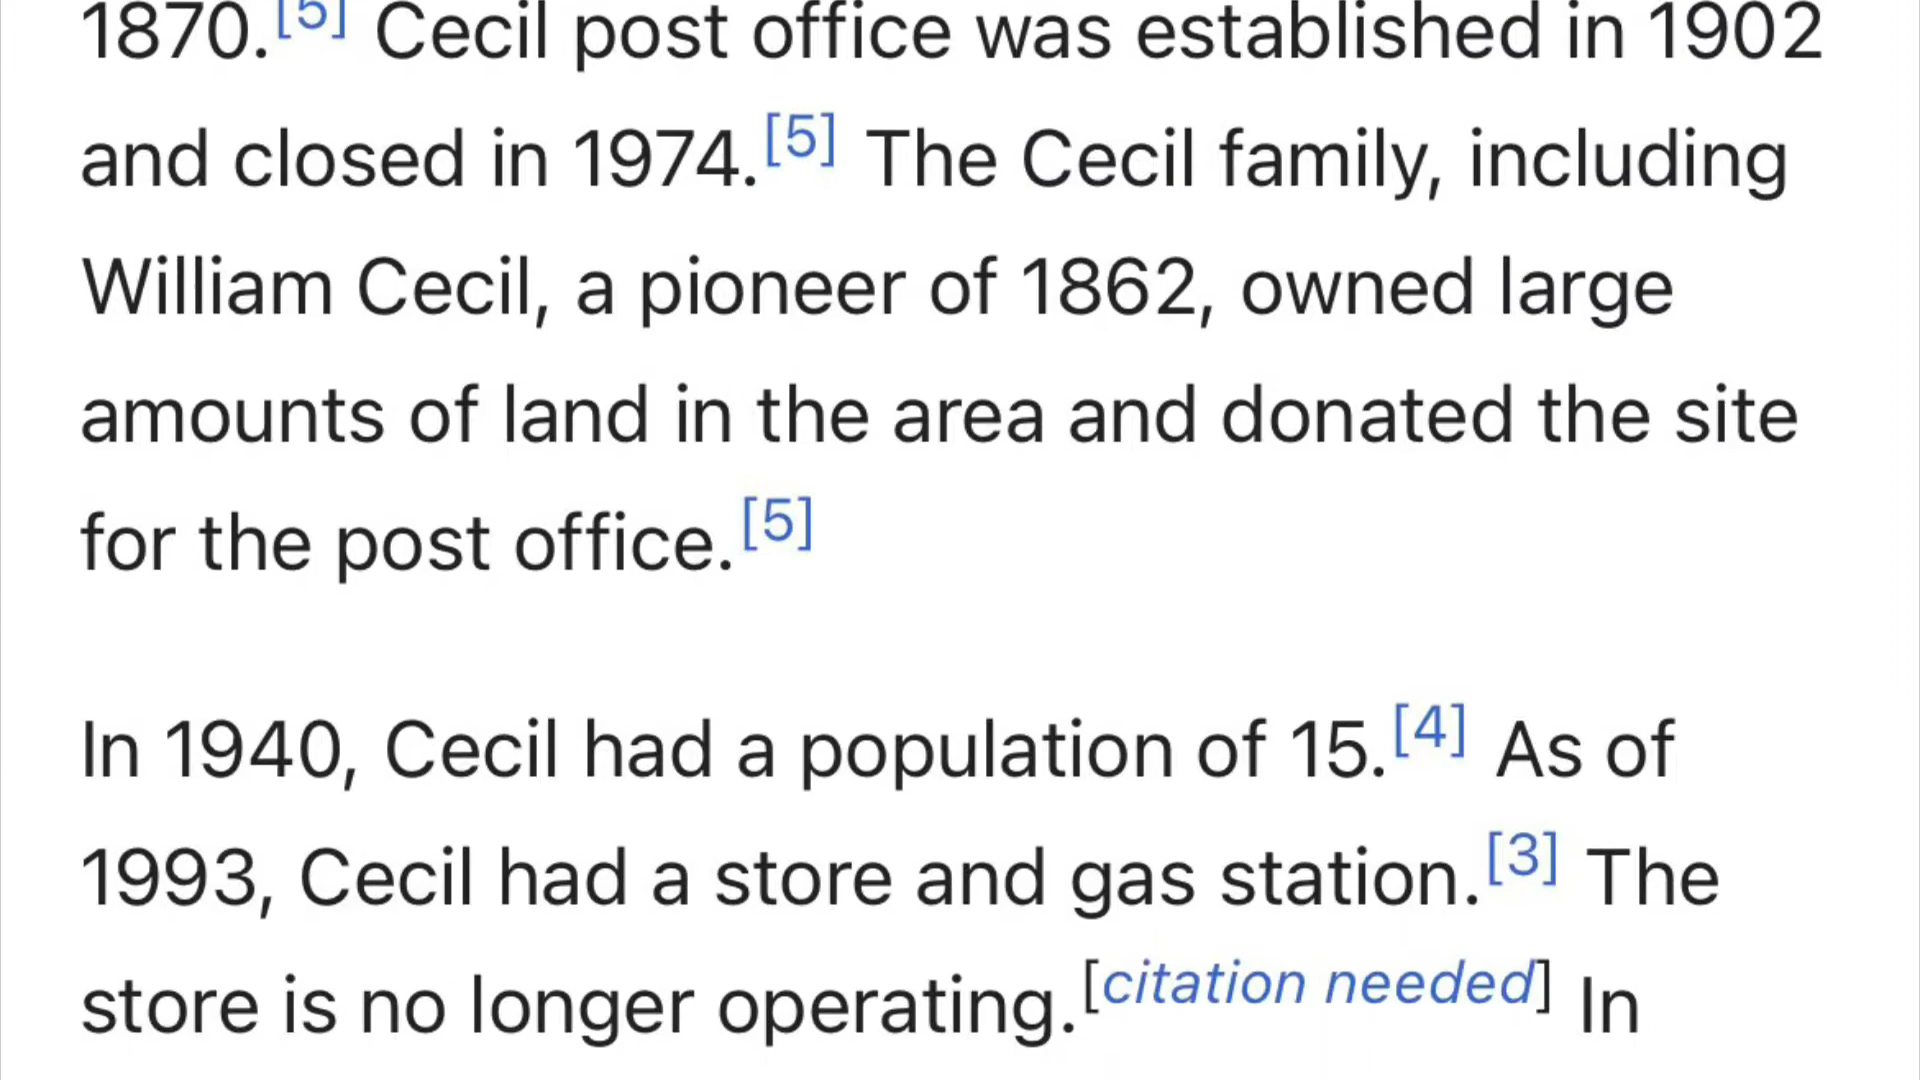 1870.[5] Cecil post office was established in 1902
and closed in 1974.[5] The Cecil family, including
William Cecil, a pioneer of 1862, owned large
amounts of land in the area and donated the site
for the post office.[5]
In 1940, Cecil had a population of 15.[4] As of
1993, Cecil had a store and gas station.[3] The
store is no longer operating.[citation needed] In